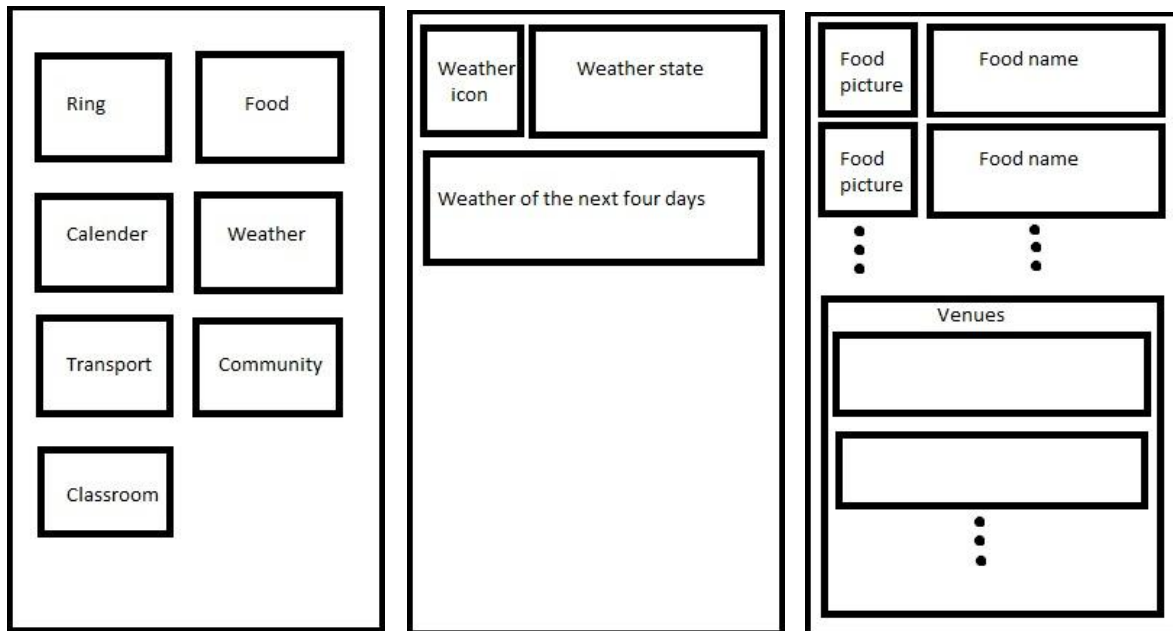 Ring
Food
Calender
Weather
Transport
Community
Classroom
Weather
icon
Weather state
Weather of the next four days
Food
picture
Food name
Food
picture
Food name
Venues